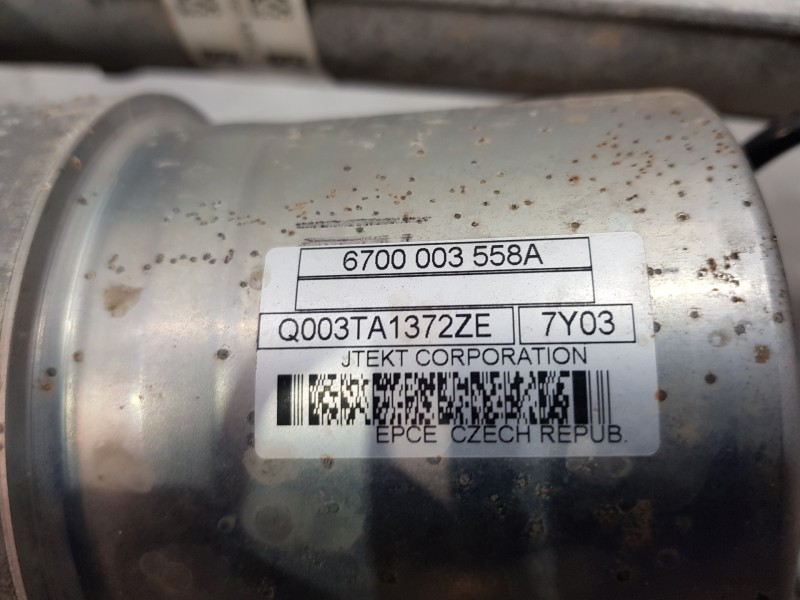 6700 003 558A
Q003TA1372ZE 7Y03
JTEKT CORPORATION
EPCE CZECH REPUB.